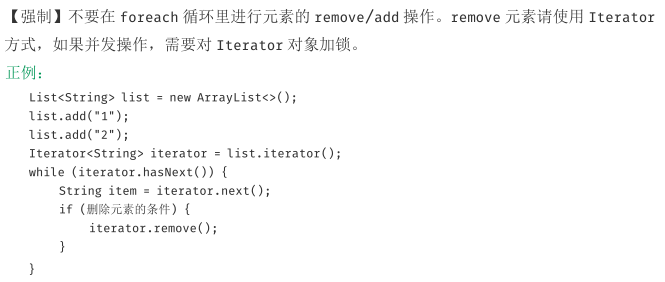 【强制】不要在 foreach 循环里进行元素的 remove/add 操作。remove 元素请使用 Iterator
方式，如果并发操作，需要对 Iterator 对象加锁。
正例：
List<String> list = new ArrayList<>();
list.add("1");
list.add("2");
Iterator<String> iterator = list.iterator();
while (iterator.hasNext()) {
String item = iterator.next();
if (删除元素的条件) {
iterator.remove();
}
}